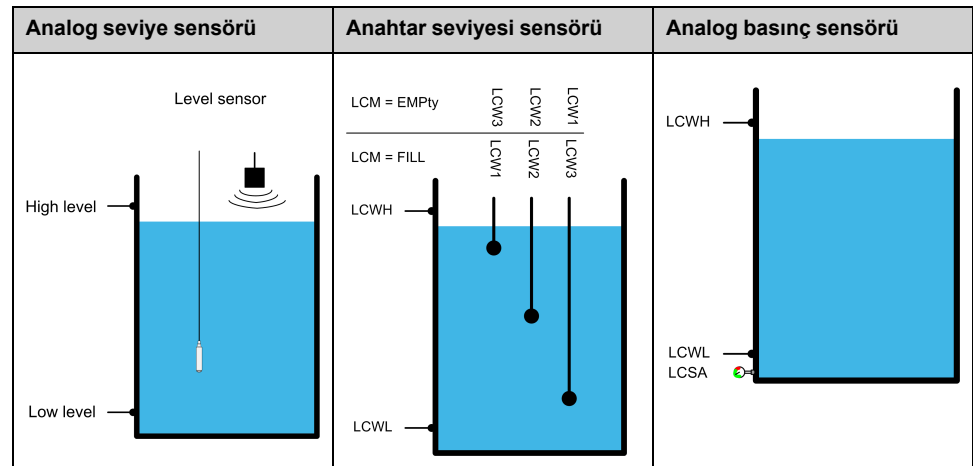 Analog seviye sensörü
Anahtar seviyesi sensörü
Analog basınç sensörü
Level sensor
High level
Low level
LCM = EMPty
LCW3
LCW2
LCW1
LCM = FILL
LCW1
LCW2
LCW3
LCWH
LCWL
LCWH
LCWL
LCSA